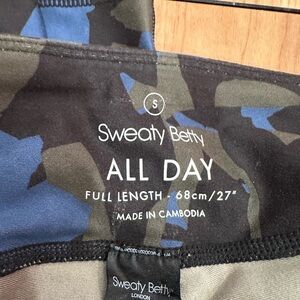 S
Sweaty Betty
ALL DAY
FULL LENGTH - 68cm/27"
MADE IN CAMBODIA
Sweaty Betty
LONDON